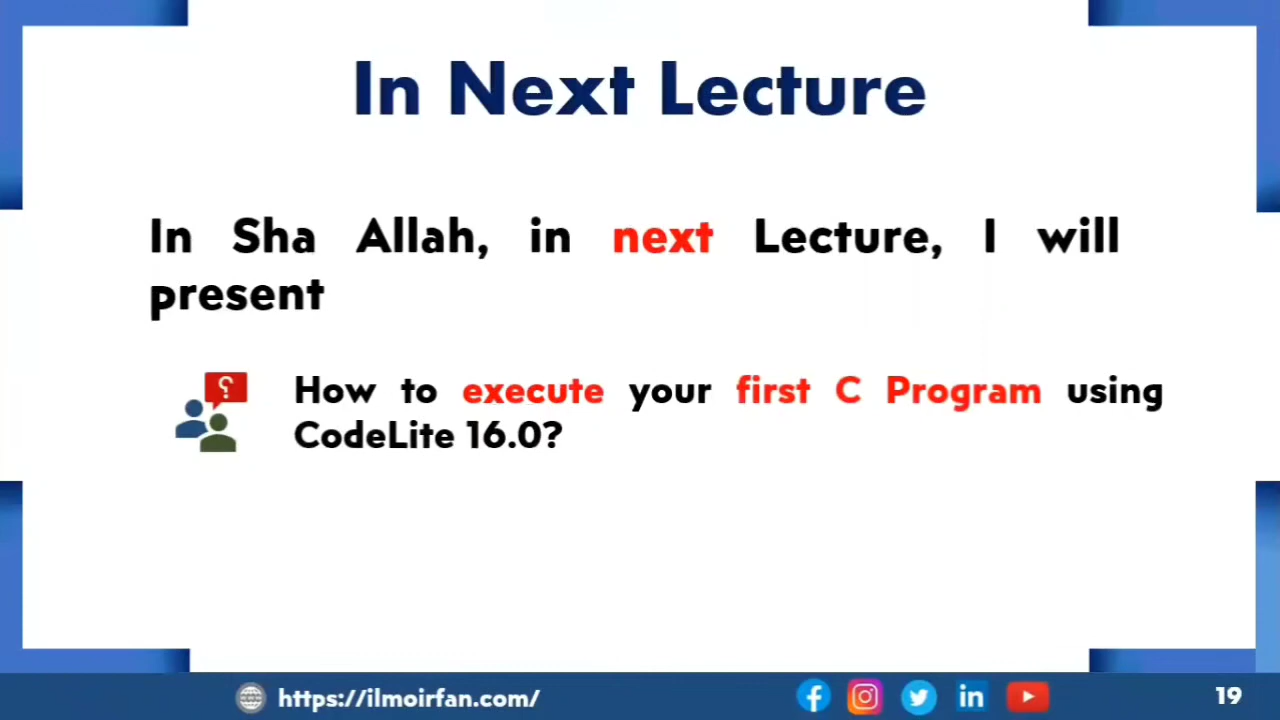 In Next Lecture
In Sha Allah, in next Lecture, I will
present
How to execute your first C Program using
CodeLite 16.0?
https://ilmoirfan.com/
19